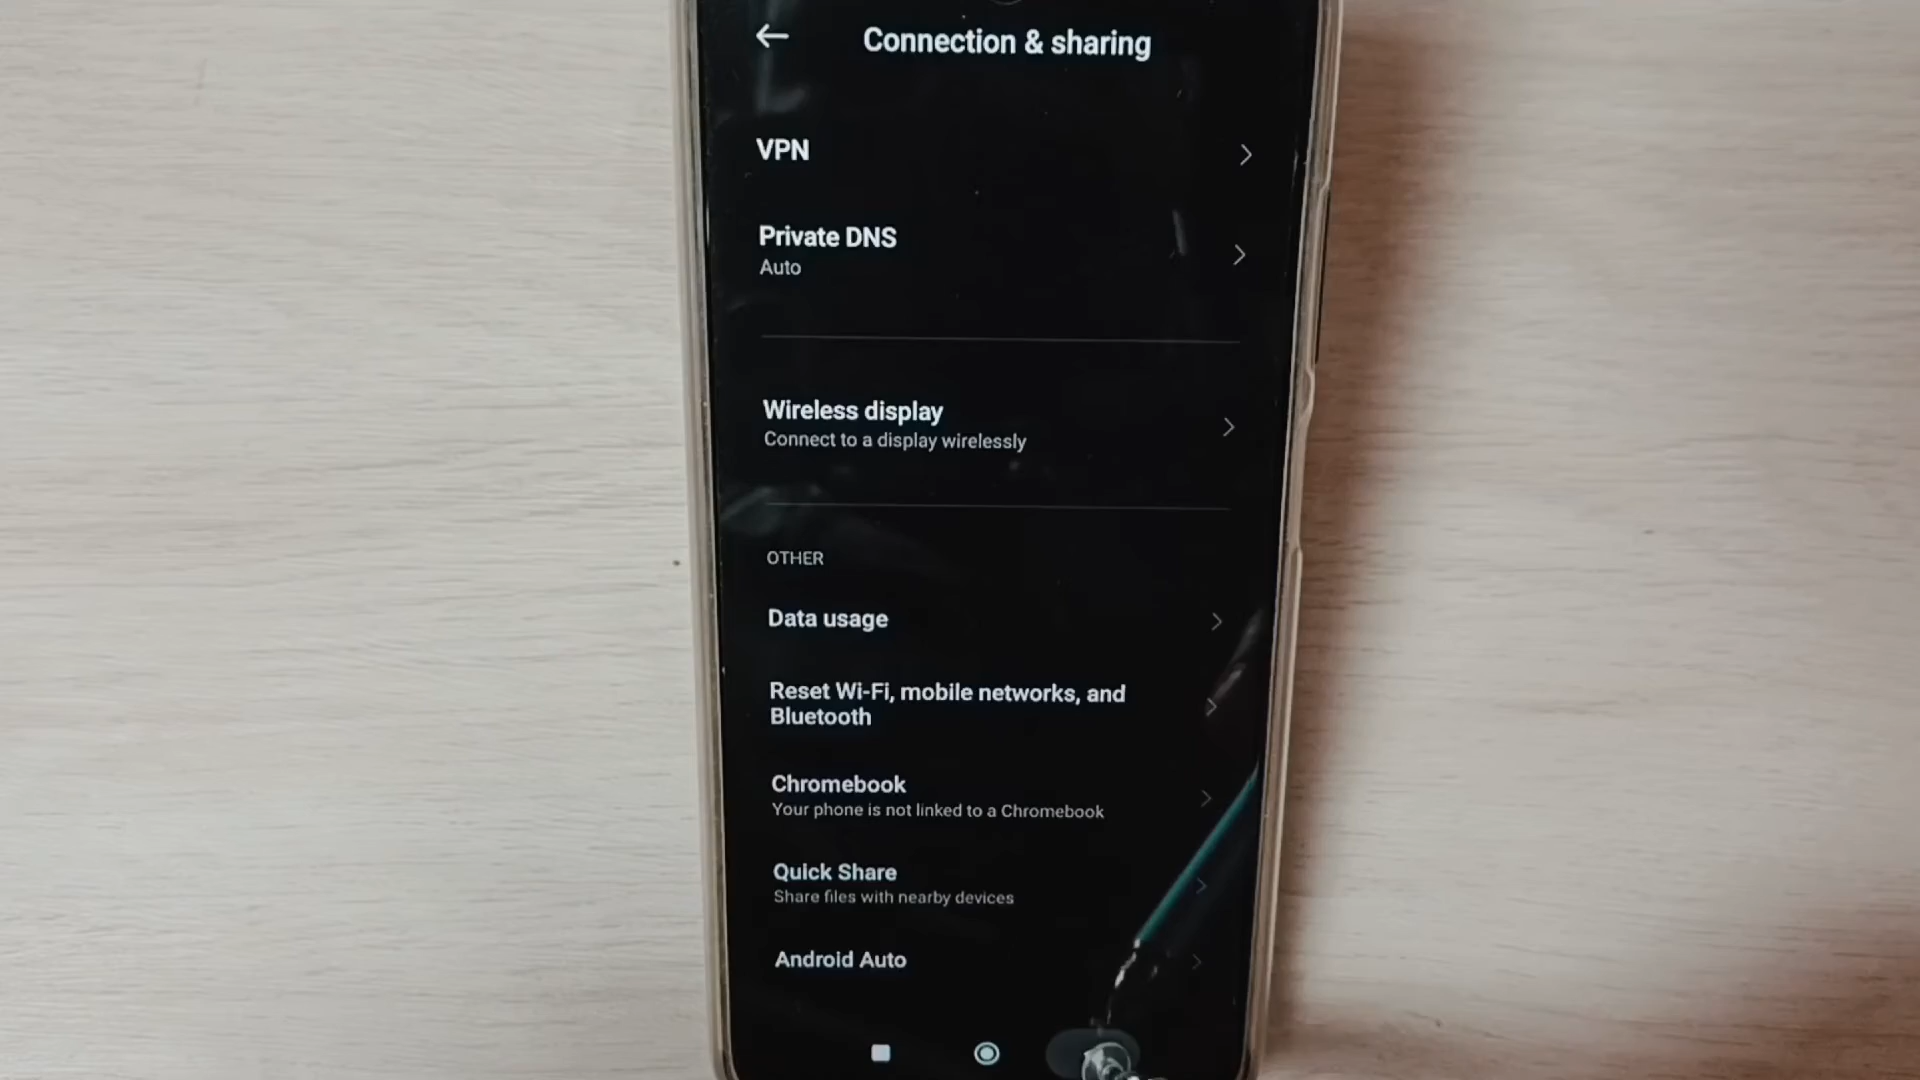 Connection & sharing
VPN
Private DNS
Auto
Wireless display
Connect to a display wirelessly
OTHER
Data usage
Reset Wi-Fi, mobile networks, and
Bluetooth
Chromebook
Your phone is not linked to a Chromebook
Quick Share
Share files with nearby devices
Android Auto